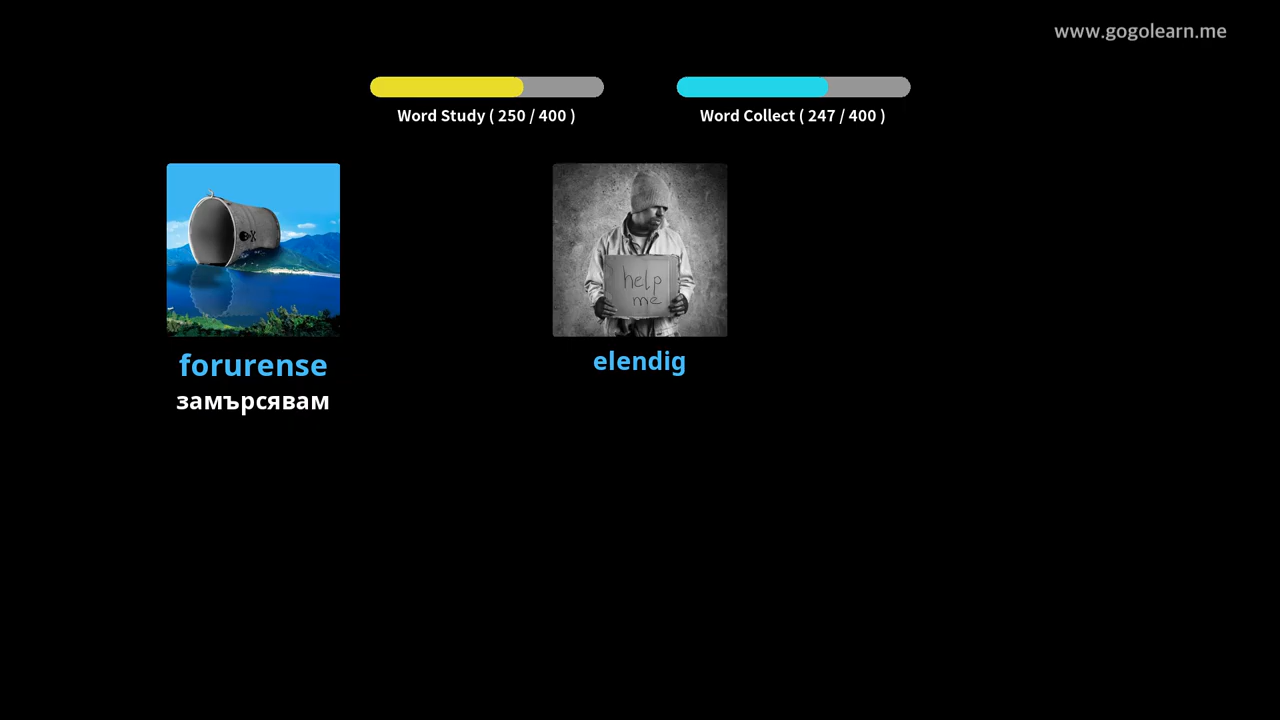 www.gogolearn.me
Word Study ( 250 / 400 )
Word Collect ( 247 / 400 )
help
me
forurense
замърсявам
elendig